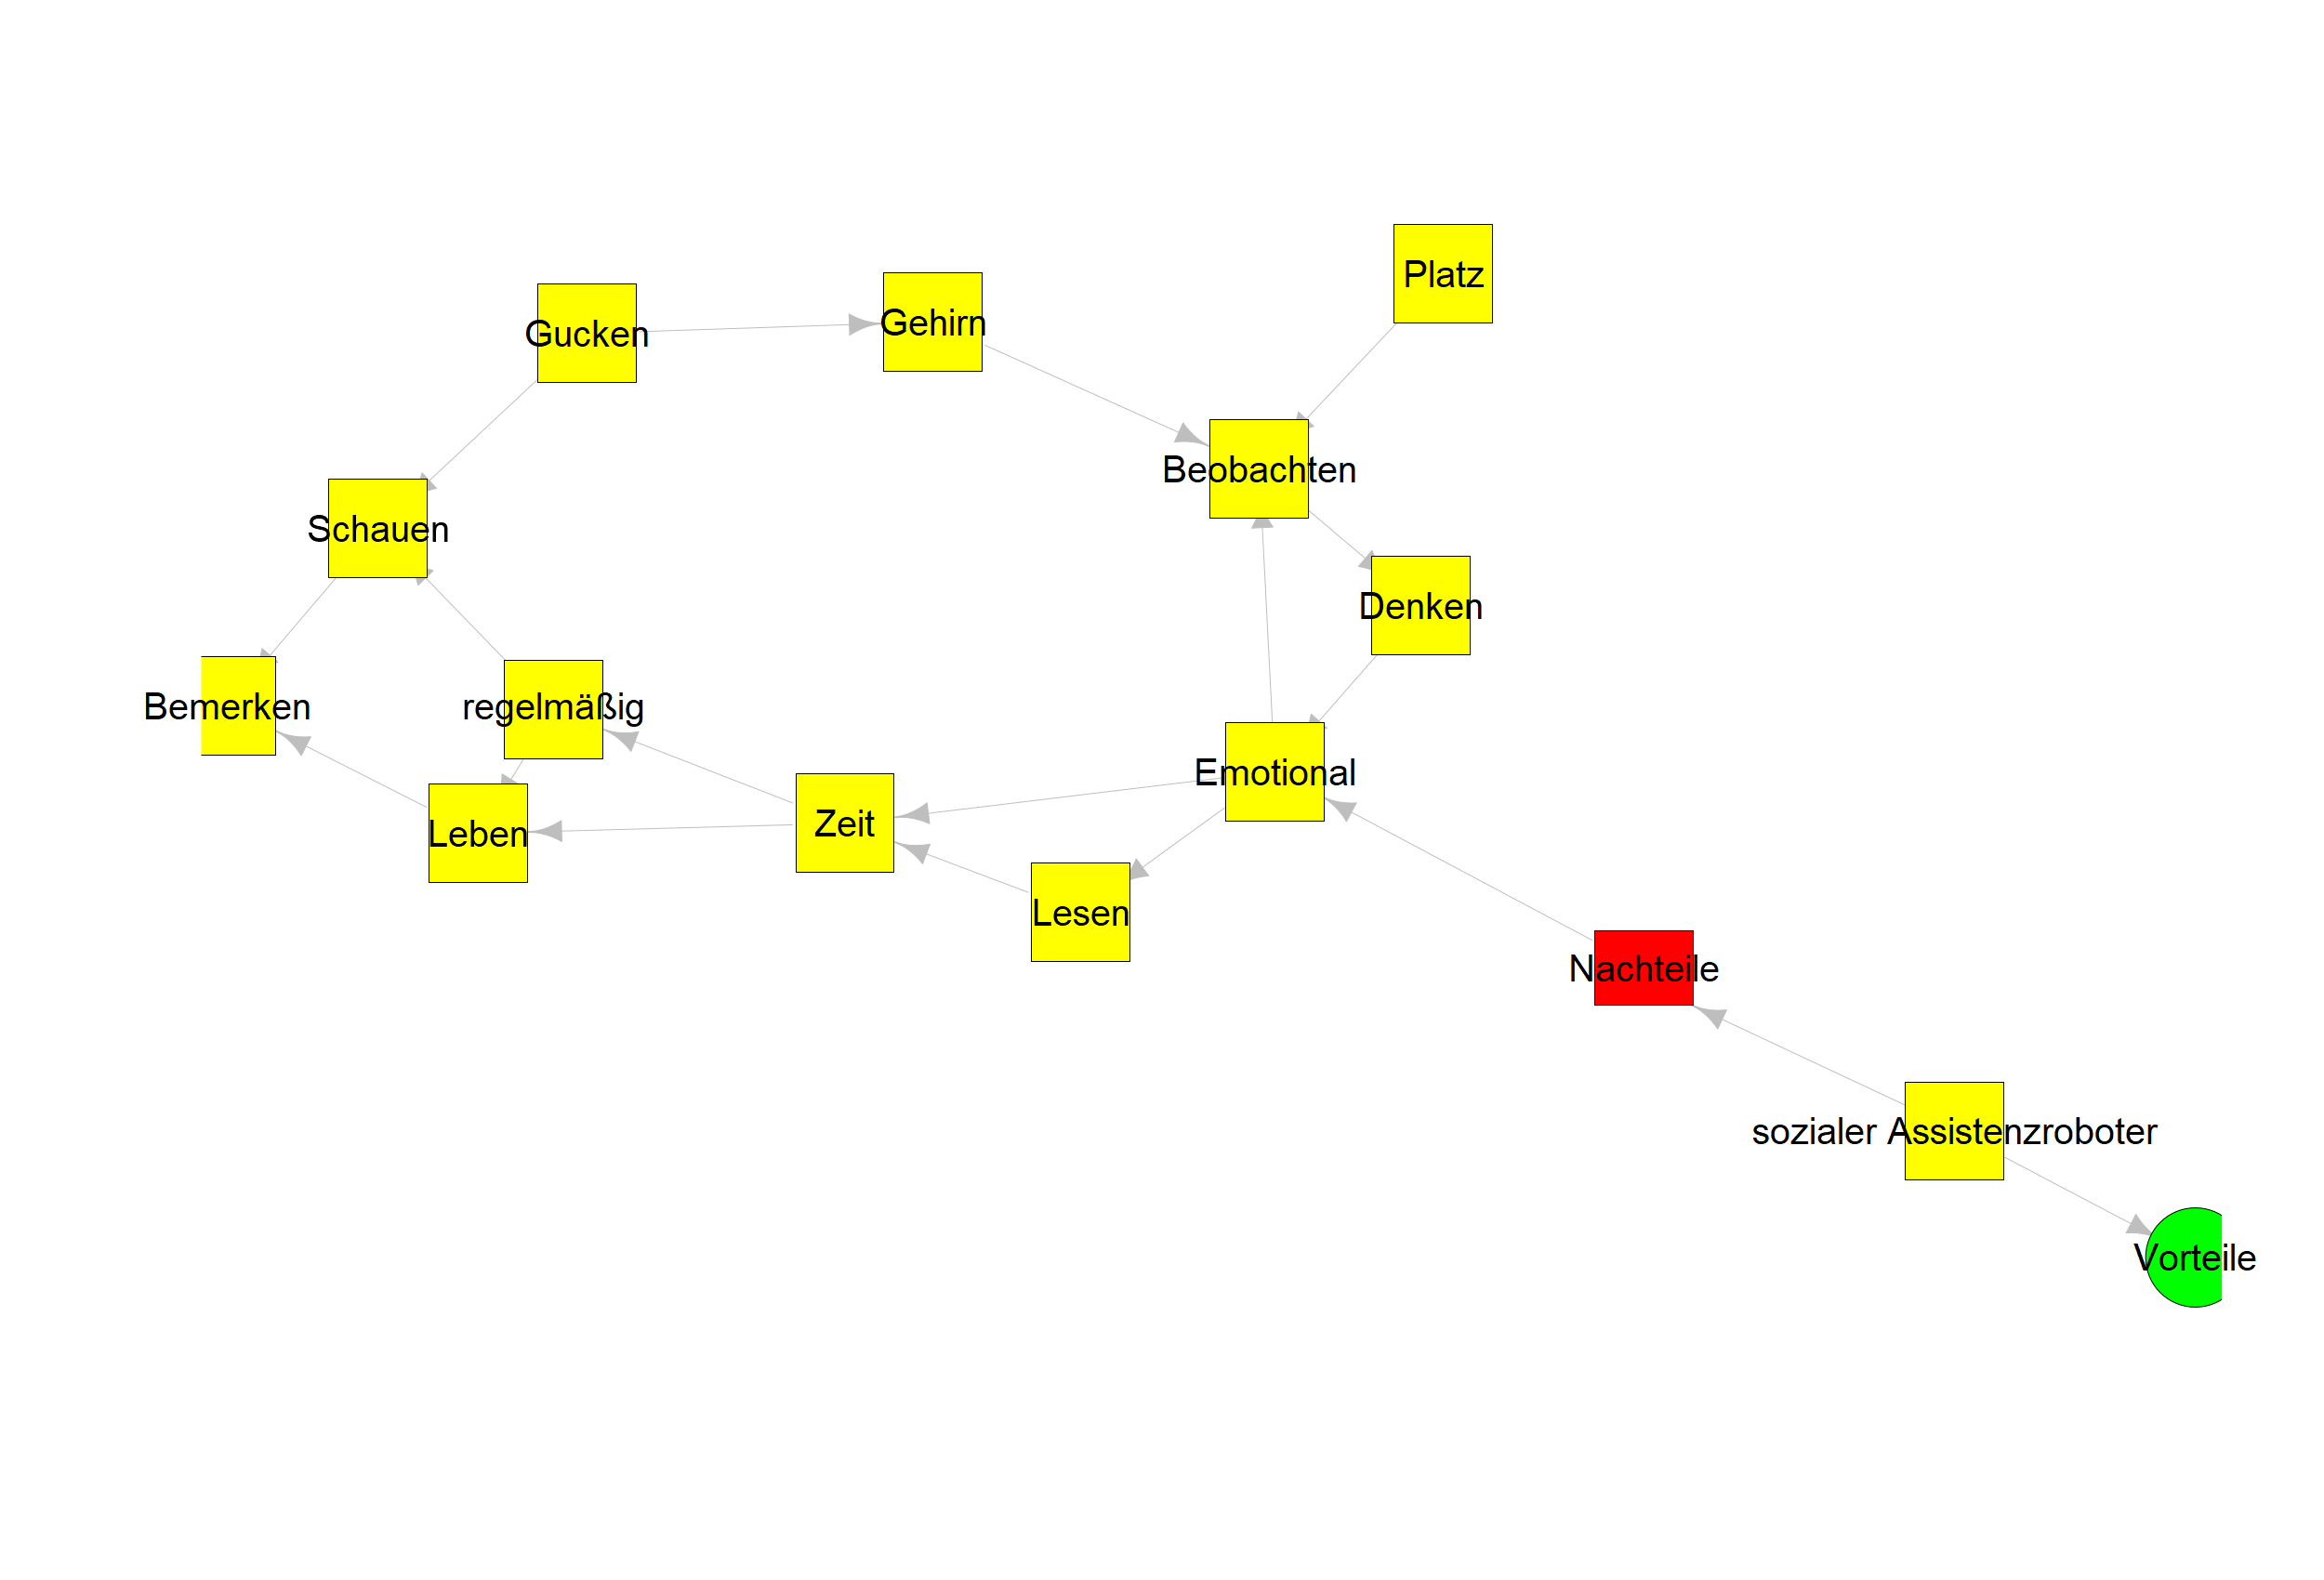 Platz
Gehirn
Gucken
Beobachten
Schauen
Denken
Bemerken
regelmäßig
Emotional
Zeit
Leben
Lesen
Nachteile
sozialer Assistenzroboter
Vorteile